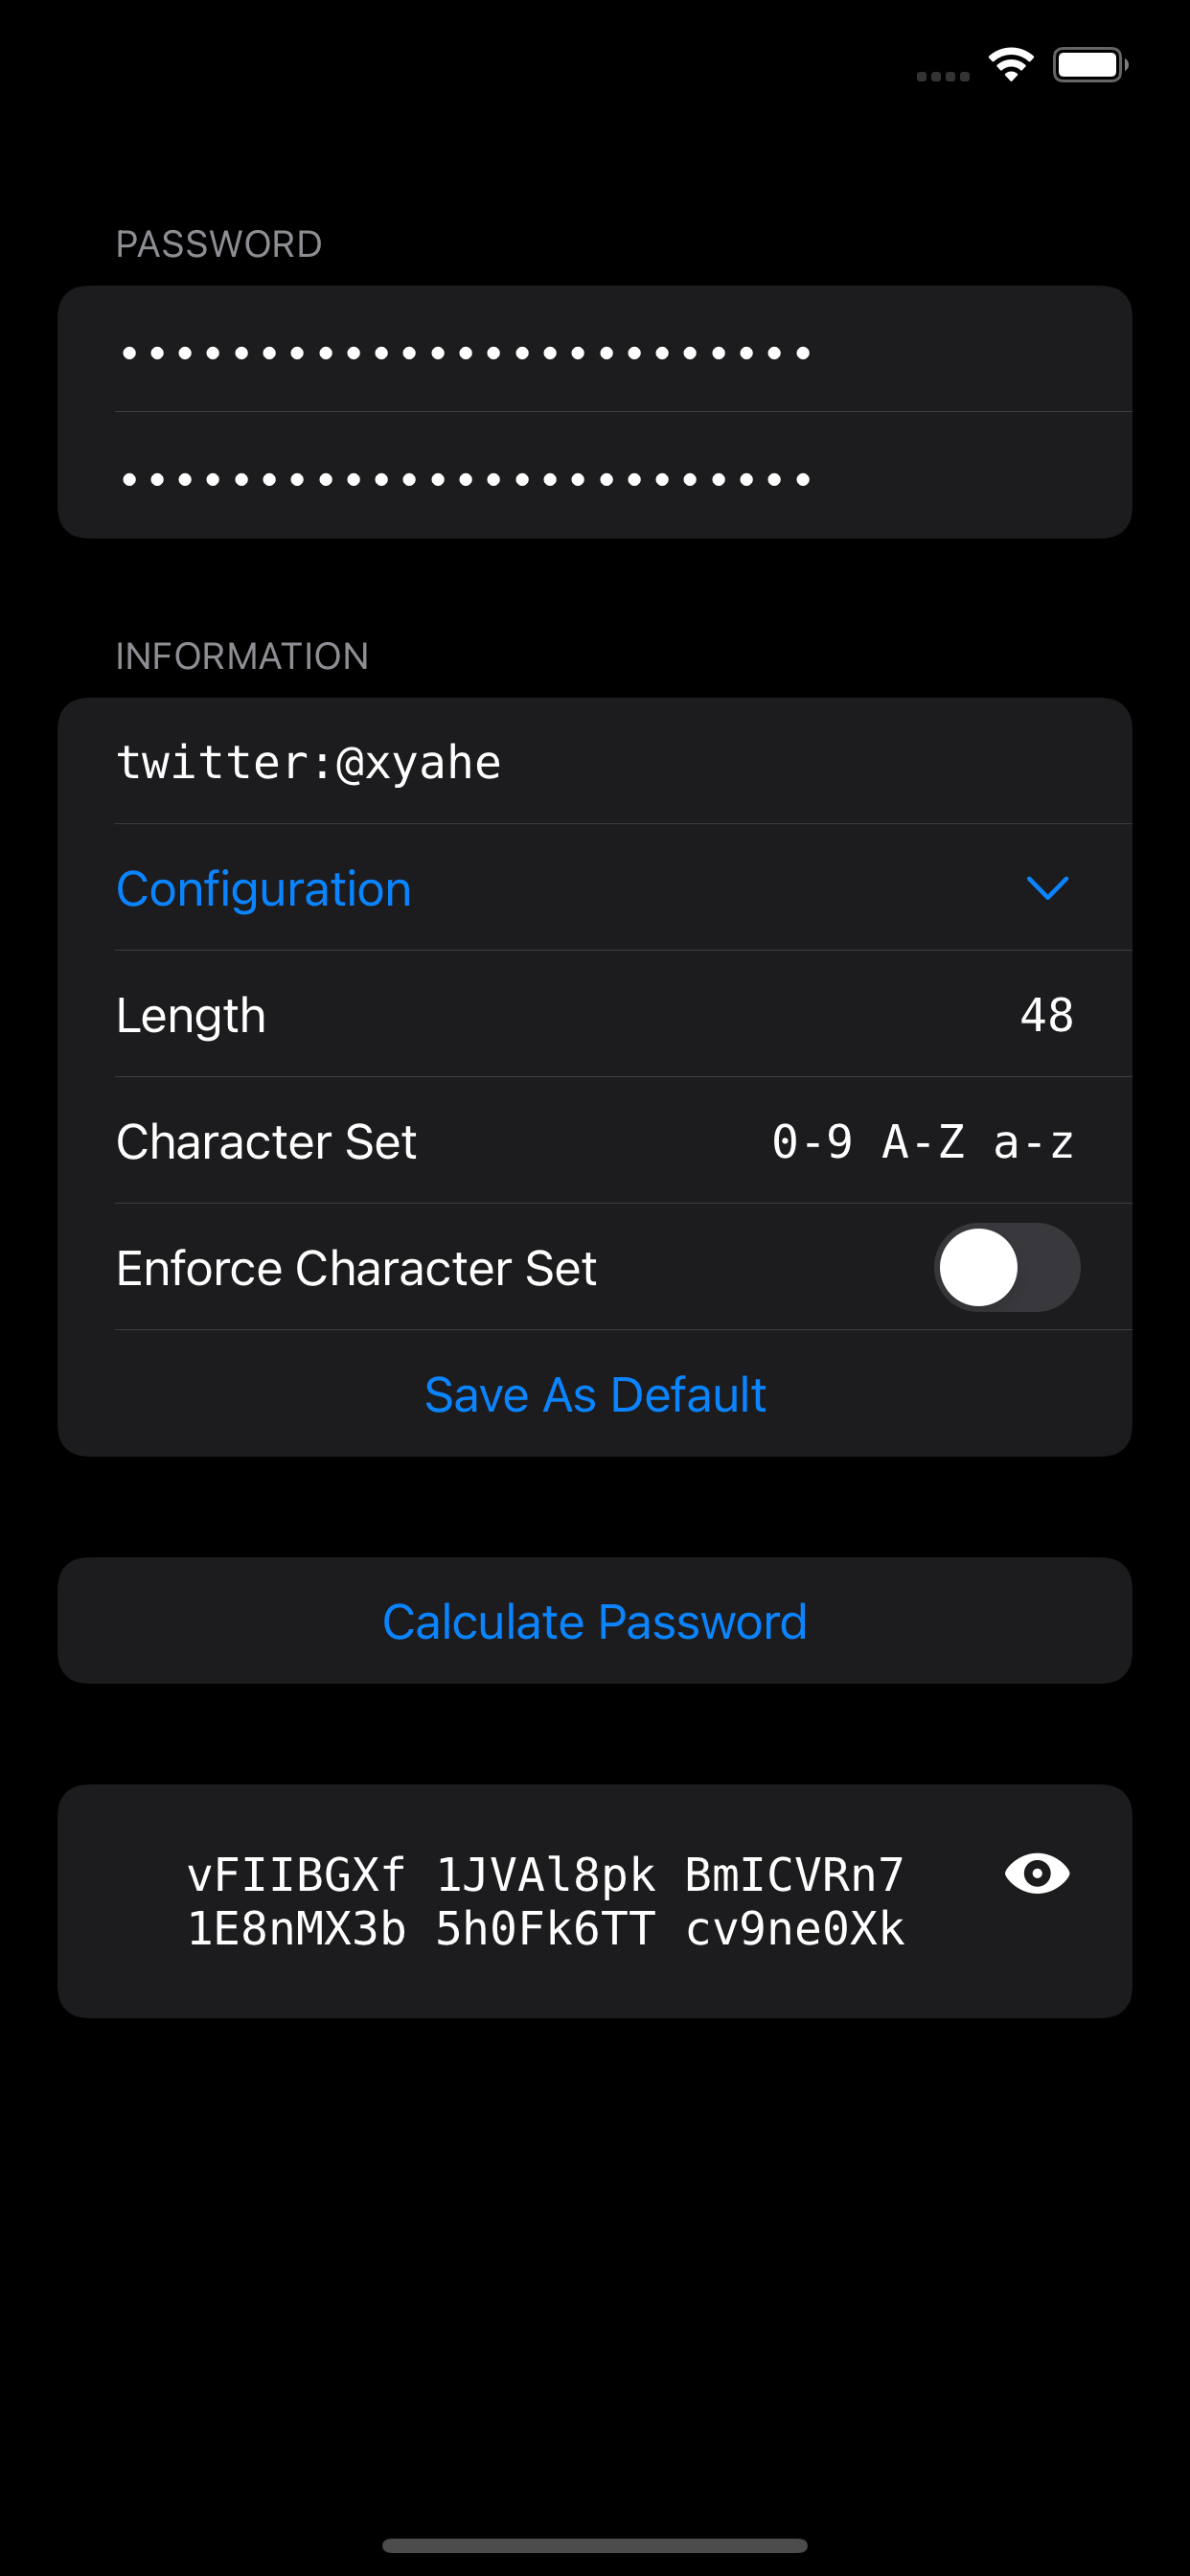 PASSWORD
•••••••••••••••••••••••••
•••••••••••••••••••••••••
INFORMATION
twitter:@xyahe
Configuration
Length 48
Character Set 0-9 A-Z a-z
Enforce Character Set
Save As Default
Calculate Password
vFIIBGXf 1JVAl8pk BmICVRn7
1E8nMX3b 5h0Fk6TT cv9ne0Xk